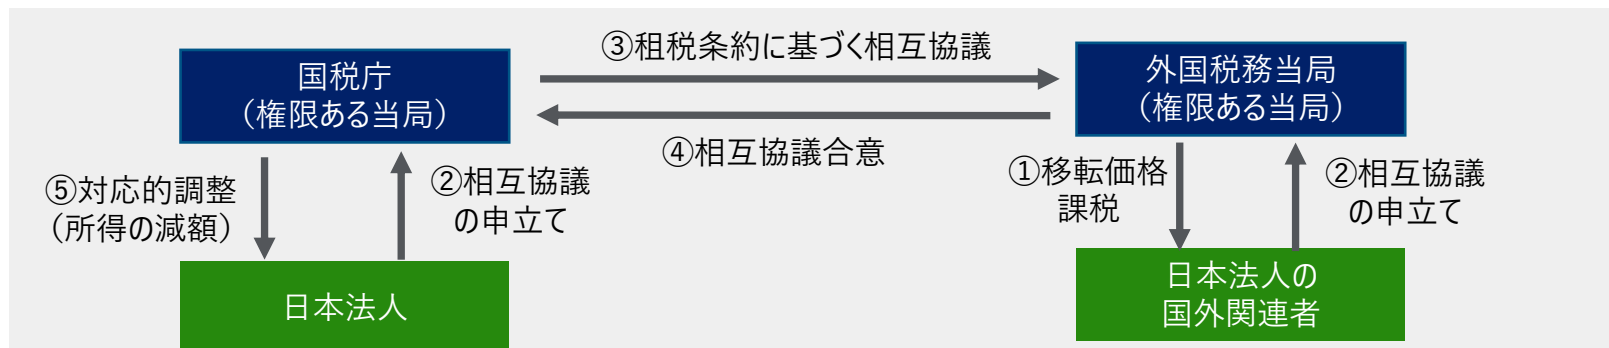 ③租税条約に基づく相互協議
国税庁
（権限ある当局）
外国税務当局
（権限ある当局）
④相互協議合意
⑤対応的調整
（所得の減額）
②相互協議
の申立て
①移転価格
課税
②相互協議
の申立て
日本法人
日本法人の
国外関連者